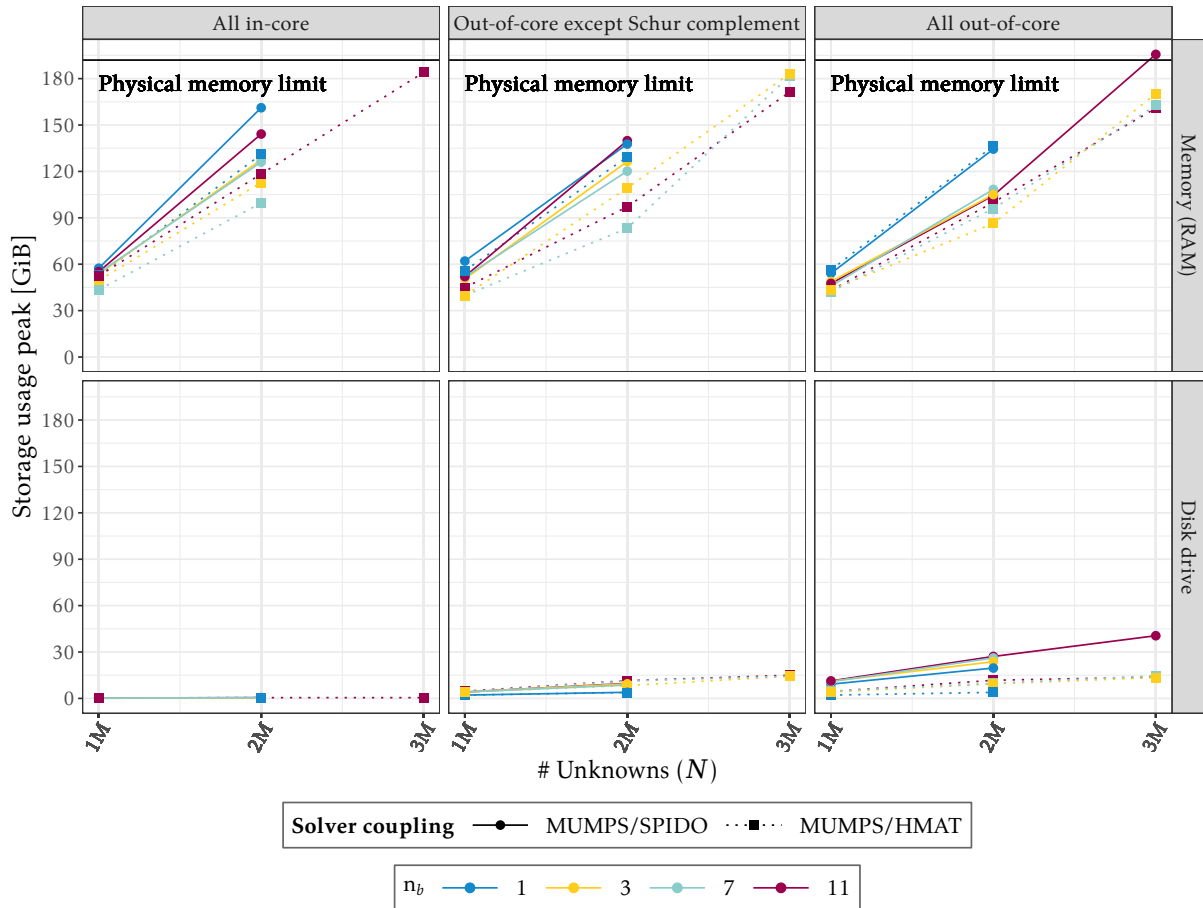 All in-core
Out-of-core except Schur complement
All out-of-core
Storage usage peak [GiB]
180
150
120
90
60
30
0
Physical memory limit
Physical memory limit
Physical memory limit
Memory (RAM)
180
150
120
90
60
30
0
Disk drive
1M 2M 3M 1M 2M 3M 1M 2M 3M
# Unknowns (N)
Solver coupling MUMPS/SPIDO MUMPS/HMAT
n_b 1 3 7 11